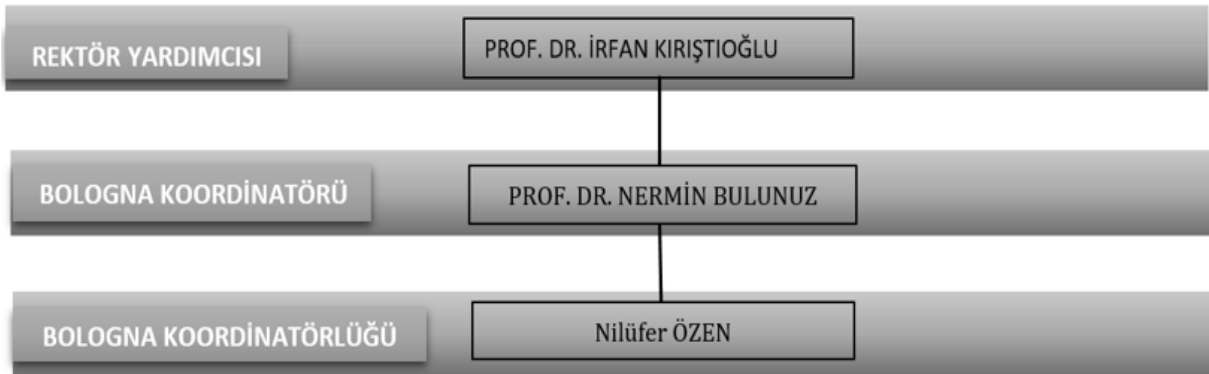 REKTÖR YARDIMCISI
PROF. DR. İRFAN KIRIŞTIOĞLU
BOLOGNA KOORDİNATÖRÜ
PROF. DR. NERMİN BULUNUZ
BOLOGNA KOORDİNATÖRLÜĞÜ
Nilüfer ÖZEN